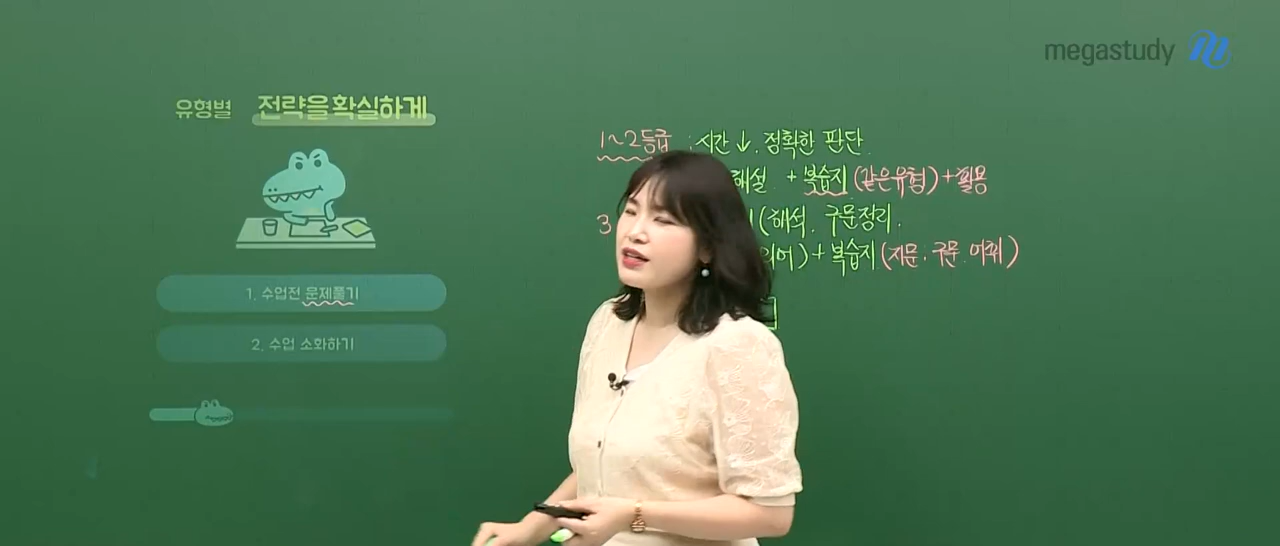 megastudy
유형별 전략을 확실하게
1. 수업전 문제풀기
2. 수업 소화하기
1~2등급 : 시간↓, 정확한 판단.
해설 + 복습지 (같은유형) + 활용
3 (해석, 구문정리.
) + 복습지 (지문, 구문, 어휘)